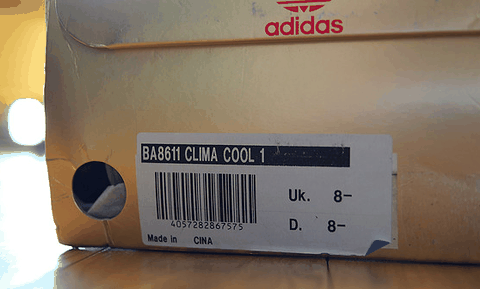 adidas
BA8611 CLIMA COOL 1
Uk. 8-
4057282867575
D. 8-
Made in CINA